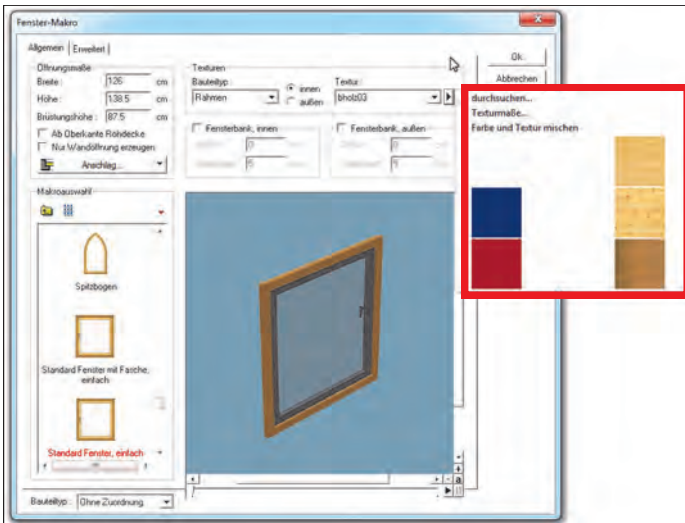 Fenster-Makro
Allgemein Erweitert
Öffnungsmaße
Breite: 126 cm
Höhe: 138.5 cm
Brüstungshöhe: 87.5 cm
Ab Oberkante Rohdecke
Nur Wandöffnung erzeugen
Anschlag...
Texturen
Bauteiltyp: innen Textur:
Rahmen außen bholz03
Fensterbank, innen Fensterbank, außen
Ok
Abbrechen
durchsuchen...
Texturmaße...
Farbe und Textur mischen
Makroauswahl
Spitzbogen
Standard Fenster mit Fasche,
einfach
Standard Fenster, einfach
a
Bauteiltyp: Ohne Zuordnung